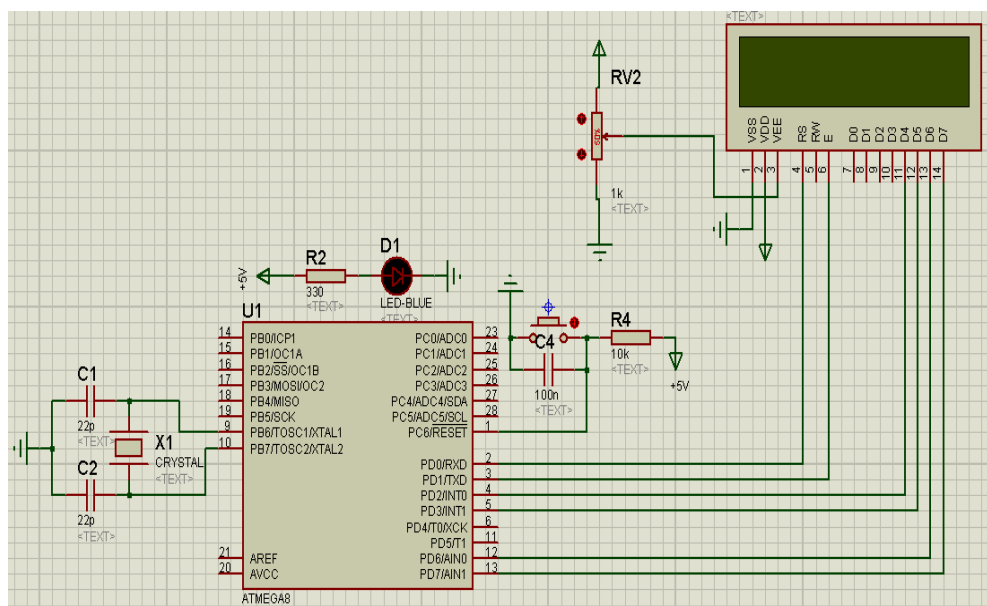 <TEXT>
RV2
50%
1k
<TEXT>
VSS
VDD
VEE
RS
RW
E
D0
D1
D2
D3
D4
D5
D6
D7
1
2
3
4
5
6
7
8
9
10
11
12
13
14
+5V
R2
330
<TEXT>
D1
LED-BLUE
<TEXT>
C4
100n
<TEXT>
R4
10k
<TEXT>
+5V
C1
22p
<TEXT>
X1
CRYSTAL
<TEXT>
C2
22p
<TEXT>
U1
14 PB0/ICP1
15 PB1/OC1A
16 PB2/SS/OC1B
17 PB3/MOSI/OC2
18 PB4/MISO
19 PB5/SCK
9 PB6/TOSC1/XTAL1
10 PB7/TOSC2/XTAL2
21 AREF
20 AVCC
PC0/ADC0 23
PC1/ADC1 24
PC2/ADC2 25
PC3/ADC3 26
PC4/ADC4/SDA 27
PC5/ADC5/SCL 28
PC6/RESET 1
PD0/RXD 2
PD1/TXD 3
PD2/INT0 4
PD3/INT1 5
PD4/T0/XCK 6
PD5/T1 11
PD6/AIN0 12
PD7/AIN1 13
ATMEGA8